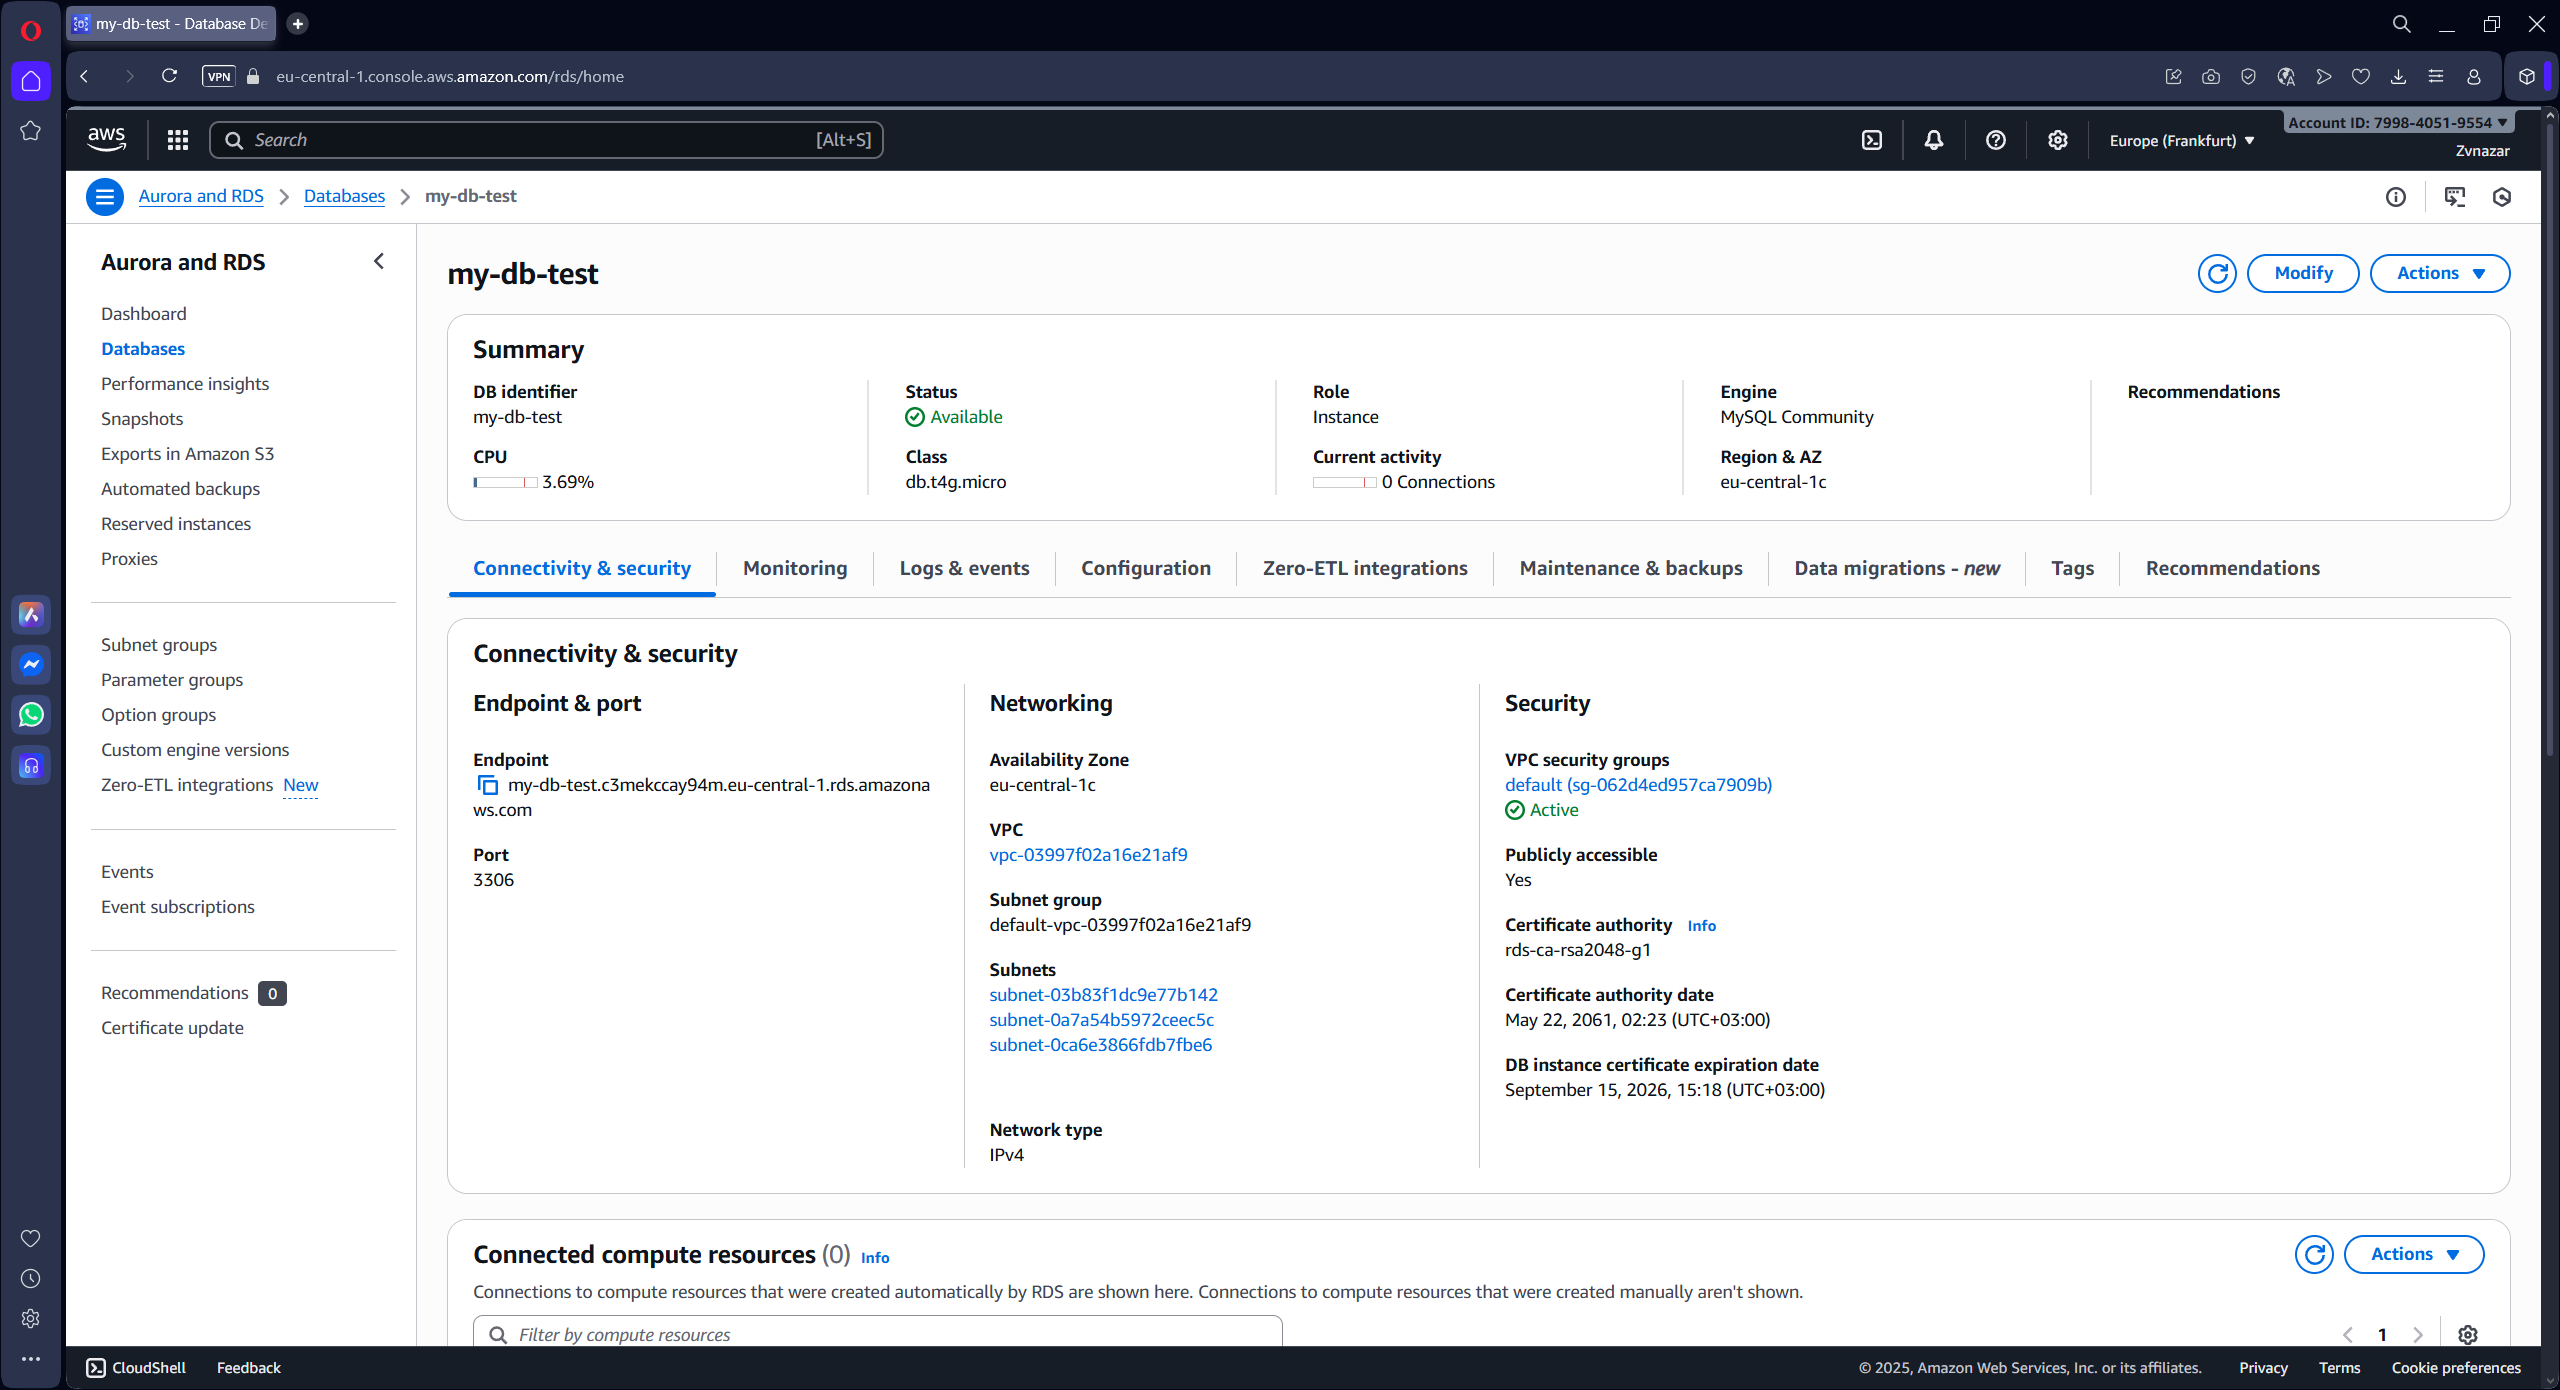 my-db-test - Database De
VPN
eu-central-1.console.aws.amazon.com/rds/home
aws
Search
[Alt+S]
Europe (Frankfurt)
Account ID: 7998-4051-9554
Zvnazar
Aurora and RDS
Databases
my-db-test
Aurora and RDS
Dashboard
Databases
Performance insights
Snapshots
Exports in Amazon S3
Automated backups
Reserved instances
Proxies
Subnet groups
Parameter groups
Option groups
Custom engine versions
Zero-ETL integrations New
Events
Event subscriptions
Recommendations 0
Certificate update
my-db-test
Modify
Actions
Summary
DB identifier
my-db-test
CPU
3.69%
Status
Available
Class
db.t4g.micro
Role
Instance
Current activity
0 Connections
Engine
MySQL Community
Region & AZ
eu-central-1c
Recommendations
Connectivity & security
Monitoring
Logs & events
Configuration
Zero-ETL integrations
Maintenance & backups
Data migrations - new
Tags
Recommendations
Connectivity & security
Endpoint & port
Endpoint
my-db-test.c3mekccay94m.eu-central-1.rds.amazona
ws.com
Port
3306
Networking
Availability Zone
eu-central-1c
VPC
vpc-03997f02a16e21af9
Subnet group
default-vpc-03997f02a16e21af9
Subnets
subnet-03b83f1dc9e77b142
subnet-0a7a54b5972ceec5c
subnet-0ca6e3866fdb7fbe6
Network type
IPv4
Security
VPC security groups
default (sg-062d4ed957ca7909b)
Active
Publicly accessible
Yes
Certificate authority Info
rds-ca-rsa2048-g1
Certificate authority date
May 22, 2061, 02:23 (UTC+03:00)
DB instance certificate expiration date
September 15, 2026, 15:18 (UTC+03:00)
Connected compute resources (0) Info
Actions
Connections to compute resources that were created automatically by RDS are shown here. Connections to compute resources that were created manually aren't shown.
Filter by compute resources
1
CloudShell
Feedback
© 2025, Amazon Web Services, Inc. or its affiliates.
Privacy
Terms
Cookie preferences